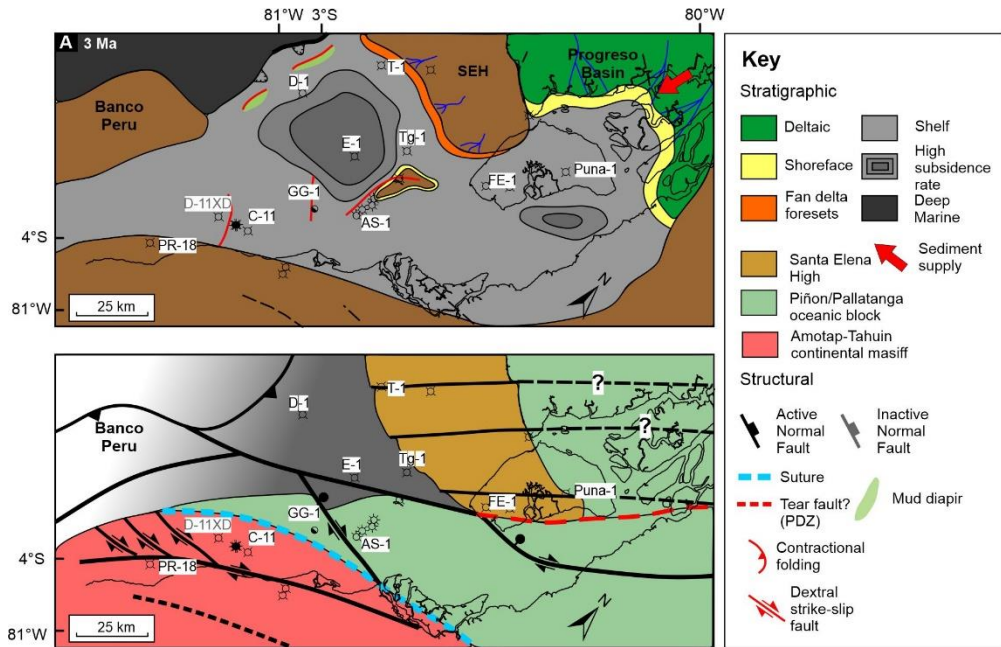 81°W 3°S
80°W
A 3 Ma
Banco
Peru
D-1
T-1
SEH
Progreso
Basin
E-1
Tg-1
GG-1
FE-1
Puna-1
D-11XD
C-11
AS-1
PR-18
4°S
81°W
25 km
N
Banco
Peru
D-1
T-1
?
?
E-1
Tg-1
GG-1
FE-1
Puna-1
D-11XD
C-11
AS-1
PR-18
4°S
81°W
25 km
N
Key
Stratigraphic
Deltaic
Shelf
Shoreface
High
subsidence
rate
Fan delta
foresets
Deep
Marine
Santa Elena
High
Sediment
supply
Piñon/Pallatanga
oceanic block
Amotap-Tahuin
continental masiff
Structural
Active
Normal
Fault
Inactive
Normal
Fault
Suture
Tear fault?
(PDZ)
Mud diapir
Contractional
folding
Dextral
strike-slip
fault